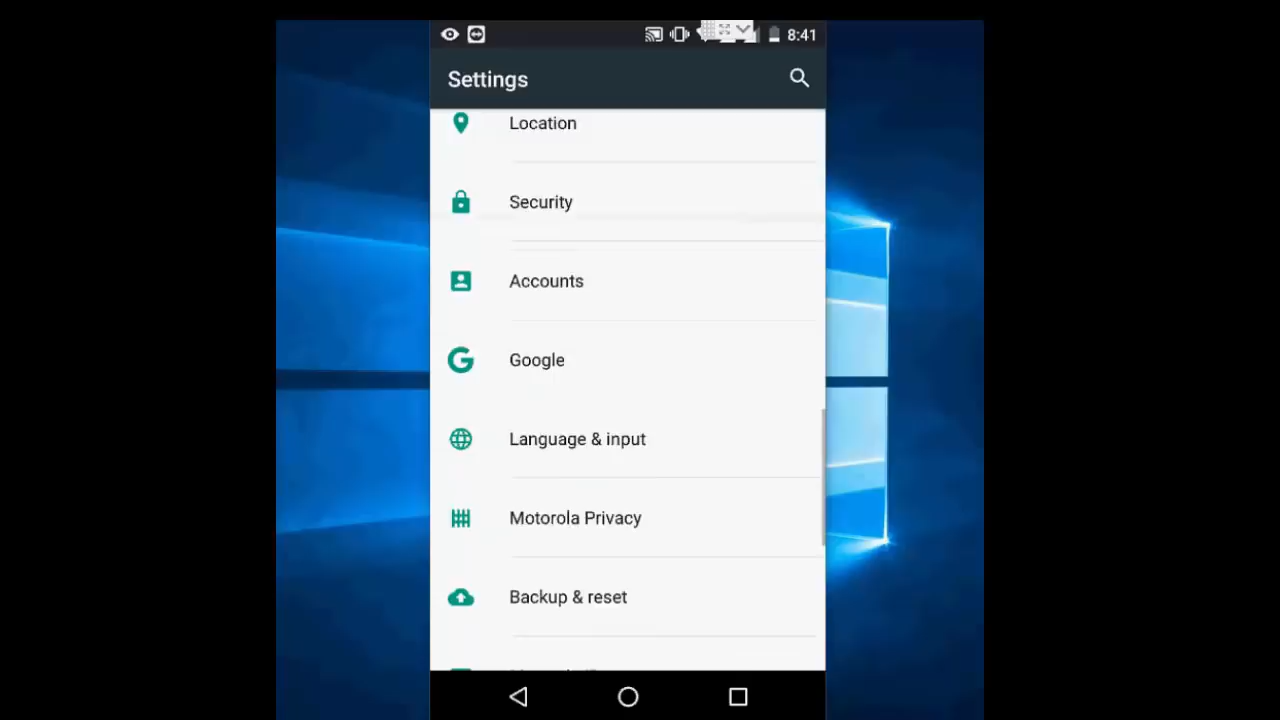 8:41
Settings
Location
Security
Accounts
Google
Language & input
Motorola Privacy
Backup & reset